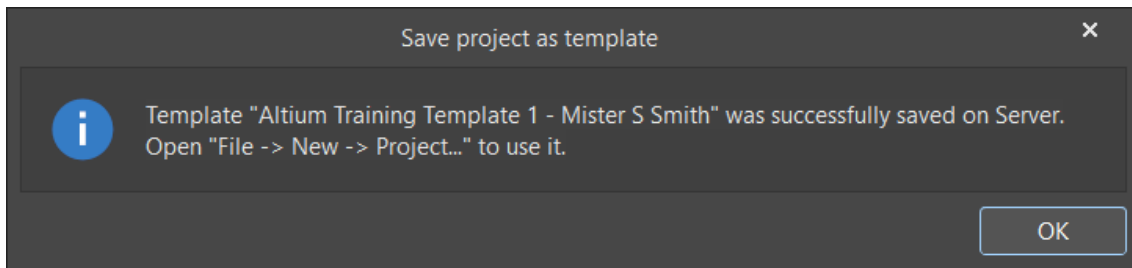 Save project as template
Template "Altium Training Template 1 - Mister S Smith" was successfully saved on Server.
Open "File -> New -> Project..." to use it.
OK